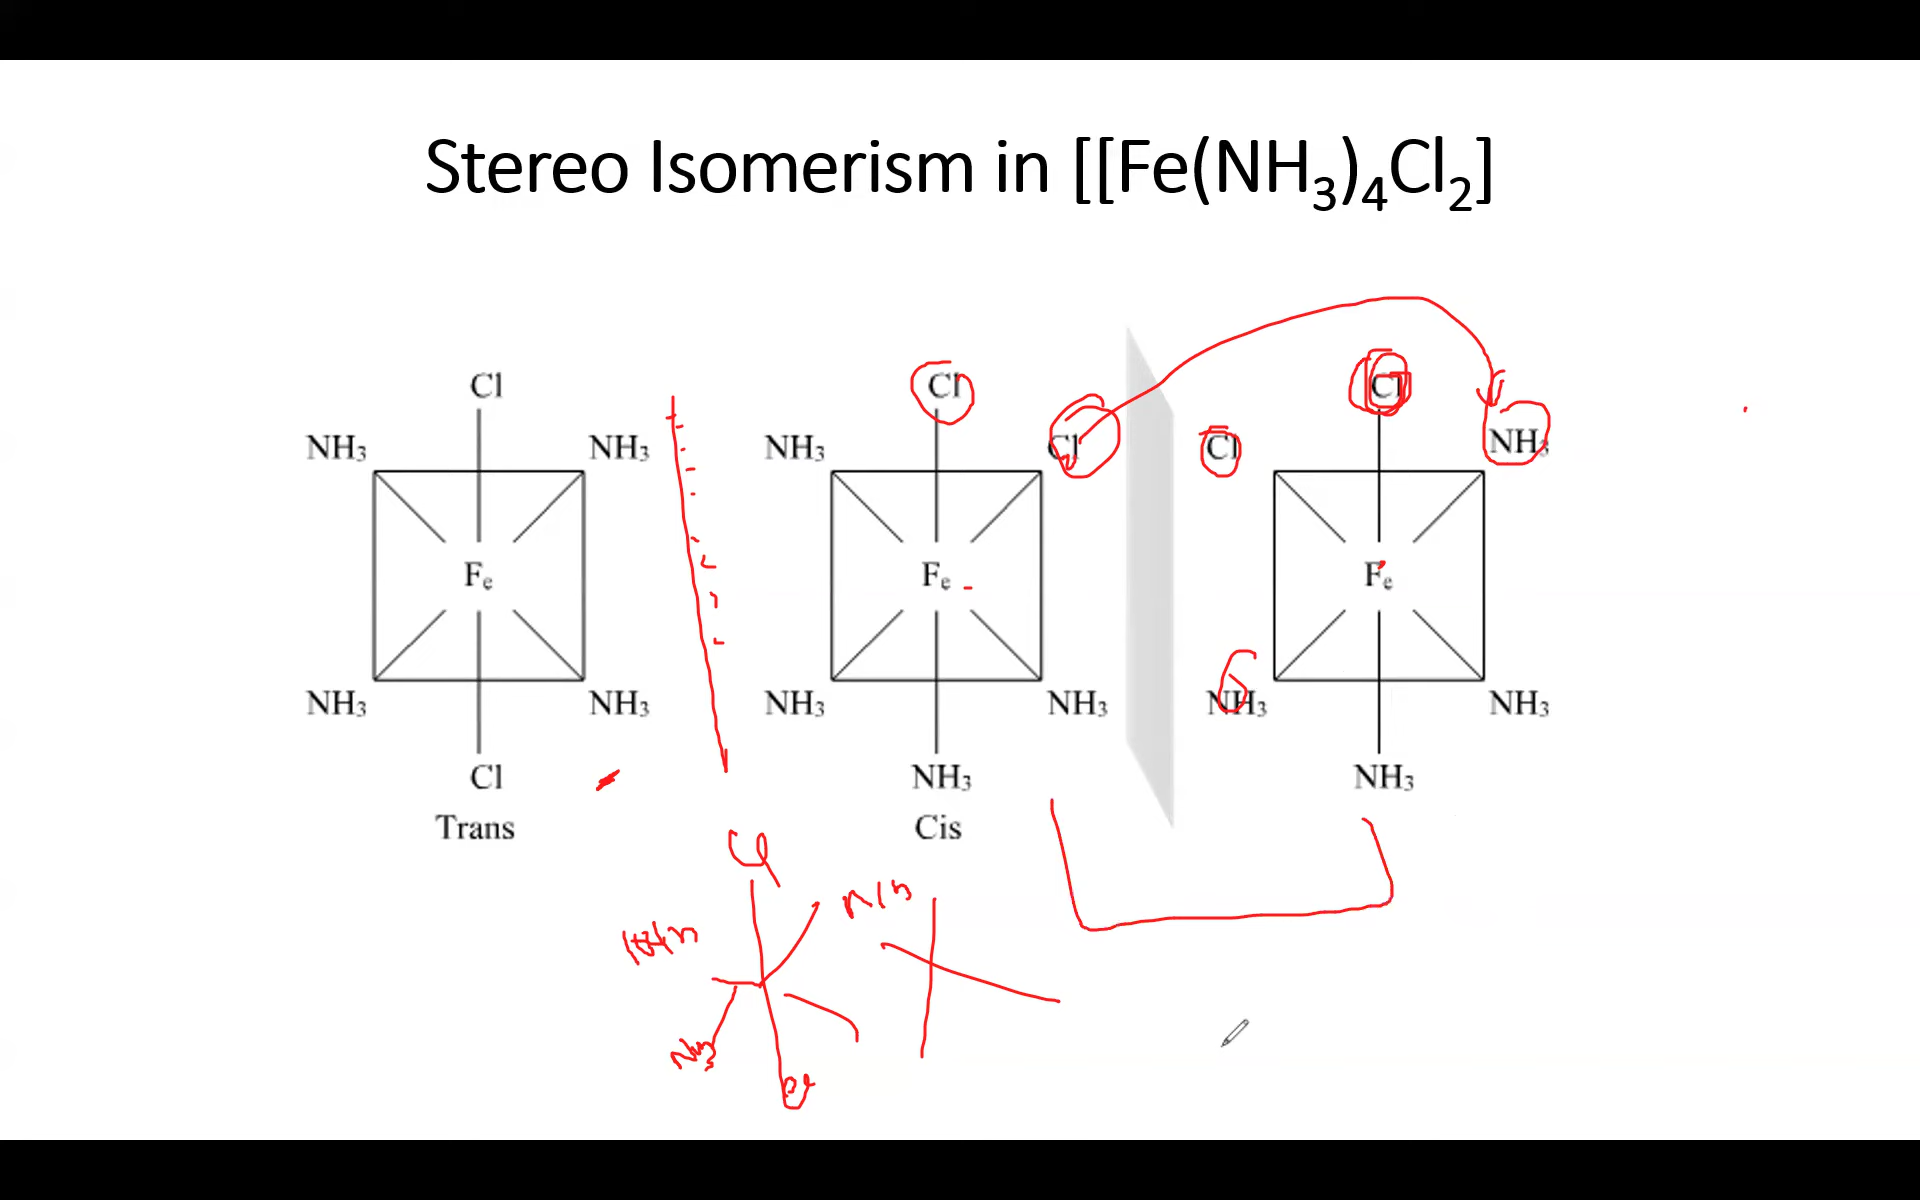 Stereo Isomerism in [[Fe(NH₃)₄Cl₂]
Cl Cl Cl
NH₃ NH₃ NH₃ Cl Cl NH₃
Fe Fe Fe
NH₃ NH₃ NH₃ NH₃ NH₃ NH₃
Cl NH₃ NH₃
Trans Cis
Cl